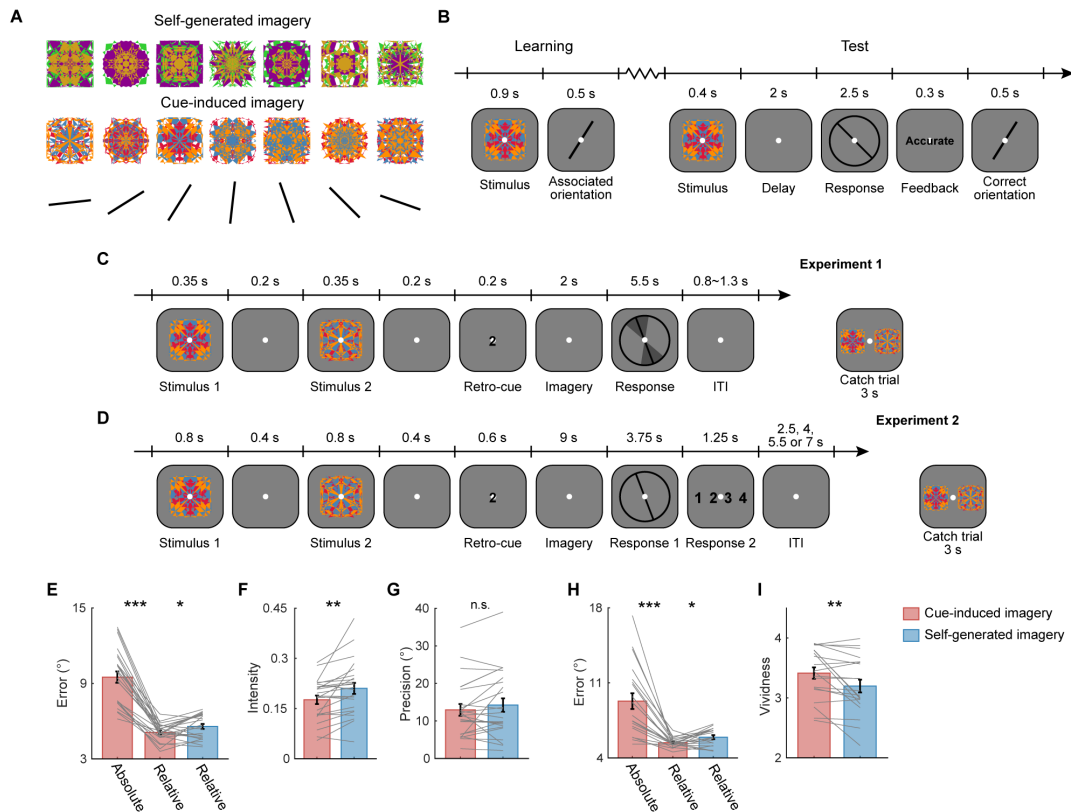 A
Self-generated imagery
Cue-induced imagery
B
Learning
Test
0.9 s
0.5 s
0.4 s
2 s
2.5 s
0.3 s
0.5 s
Accurate
Stimulus
Associated
orientation
Stimulus
Delay
Response
Feedback
Correct
orientation
C
Experiment 1
0.35 s
0.2 s
0.35 s
0.2 s
0.2 s
2 s
5.5 s
0.8~1.3 s
2
Stimulus 1
Stimulus 2
Retro-cue
Imagery
Response
ITI
Catch trial
3 s
D
Experiment 2
0.8 s
0.4 s
0.8 s
0.4 s
0.6 s
9 s
3.75 s
1.25 s
2.5, 4,
5.5 or 7 s
2
1 2 3 4
Stimulus 1
Stimulus 2
Retro-cue
Imagery
Response 1
Response 2
ITI
Catch trial
3 s
E
***
*
15
9
3
Error (°)
Absolute
Relative
Relative
F
**
0.45
0.3
0.15
0
Intensity
G
n.s.
40
30
20
10
0
Precision (°)
H
***
*
18
11
4
Error (°)
Absolute
Relative
Relative
I
**
4
3
2
Vividness
Cue-induced imagery
Self-generated imagery